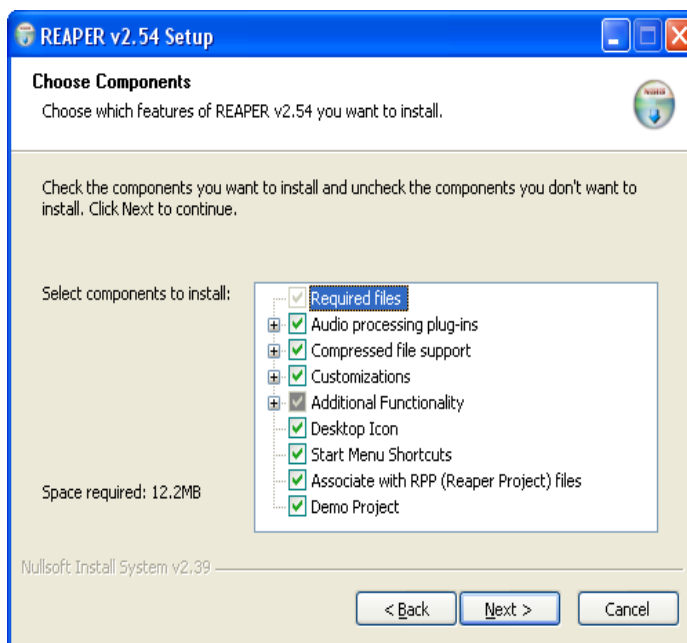 REAPER v2.54 Setup
Choose Components
Choose which features of REAPER v2.54 you want to install.
Check the components you want to install and uncheck the components you don't want to
install. Click Next to continue.
Select components to install:
Required files
Audio processing plug-ins
Compressed file support
Customizations
Additional Functionality
Desktop Icon
Start Menu Shortcuts
Associate with RPP (Reaper Project) files
Demo Project
Space required: 12.2MB
Nullsoft Install System v2.39
< Back
Next >
Cancel